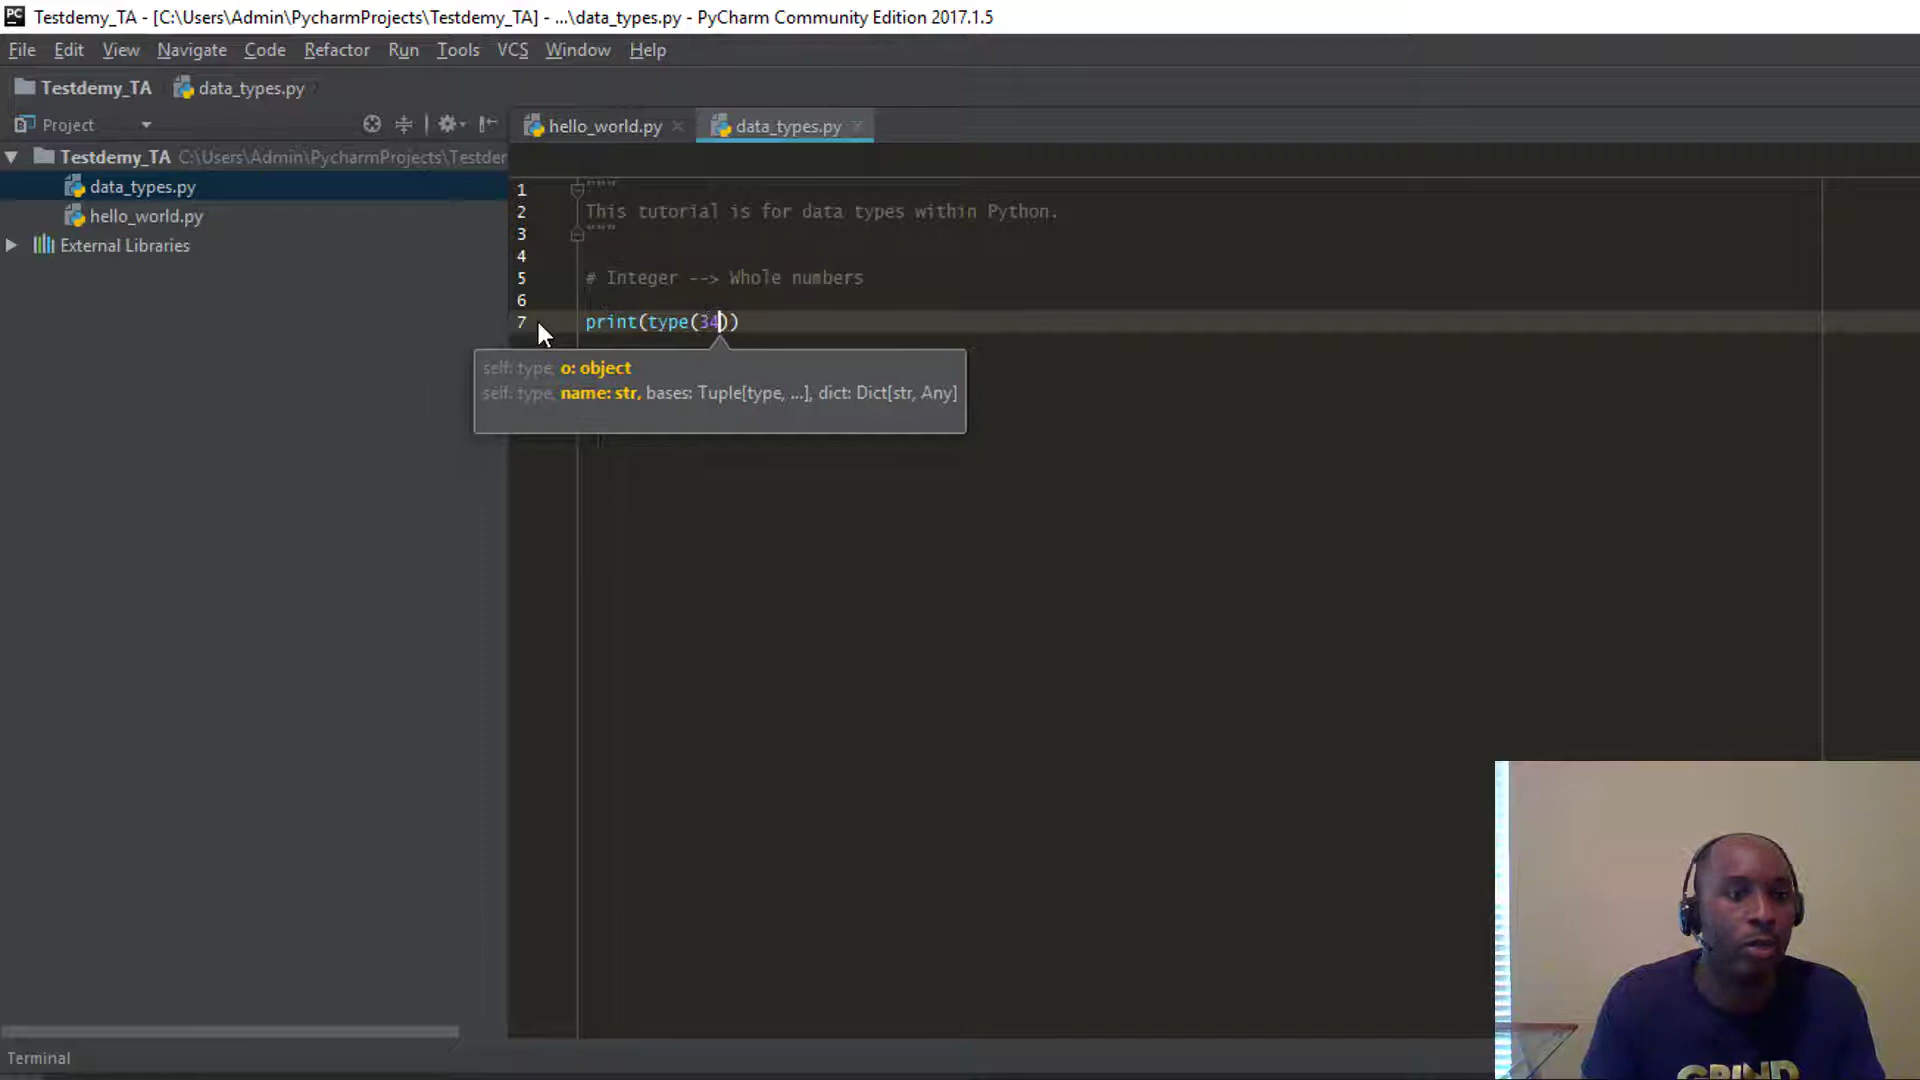 PC Testdemy_TA - [C:\Users\Admin\PycharmProjects\Testdemy_TA] - ...\data_types.py - PyCharm Community Edition 2017.1.5
File Edit View Navigate Code Refactor Run Tools VCS Window Help
Testdemy_TA data_types.py
Project
hello_world.py data_types.py
Testdemy_TA C:\Users\Admin\PycharmProjects\Testder
data_types.py
hello_world.py
External Libraries
1 """
2 This tutorial is for data types within Python.
3 """
4
5 # Integer --> Whole numbers
6
7 print(type(34))
self: type, o: object
self: type, name: str, bases: Tuple[type, ...], dict: Dict[str, Any]
Terminal
GRIND